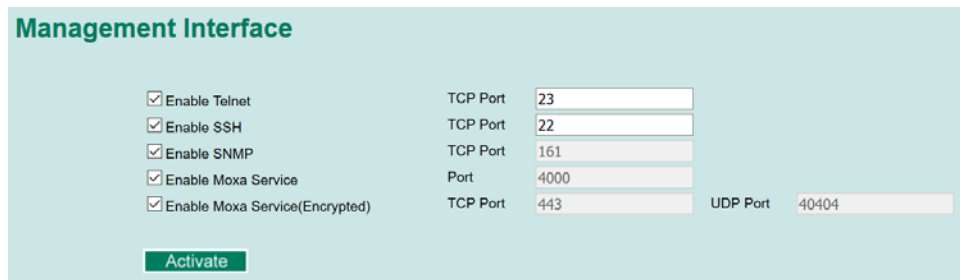 Management Interface
Enable Telnet TCP Port 23
Enable SSH TCP Port 22
Enable SNMP TCP Port 161
Enable Moxa Service Port 4000
Enable Moxa Service(Encrypted) TCP Port 443 UDP Port 40404
Activate